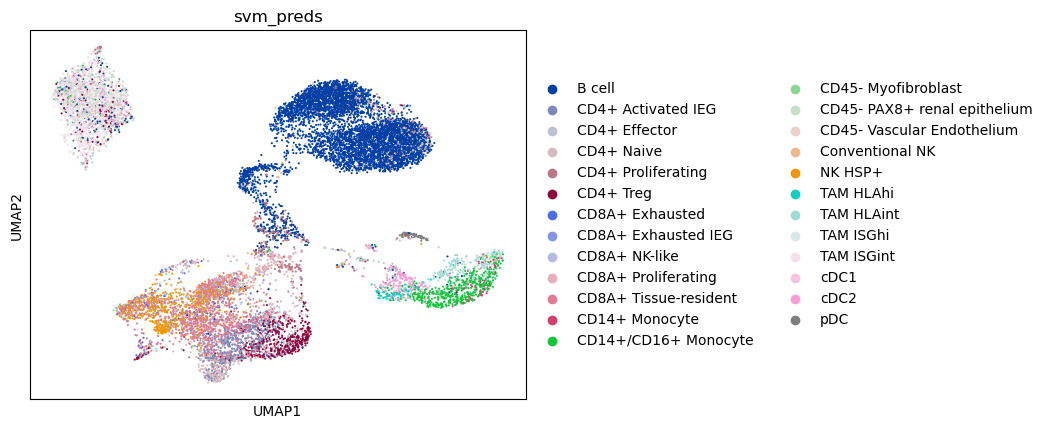 svm_preds
UMAP2
UMAP1
B cell
CD4+ Activated IEG
CD4+ Effector
CD4+ Naive
CD4+ Proliferating
CD4+ Treg
CD8A+ Exhausted
CD8A+ Exhausted IEG
CD8A+ NK-like
CD8A+ Proliferating
CD8A+ Tissue-resident
CD14+ Monocyte
CD14+/CD16+ Monocyte
CD45- Myofibroblast
CD45- PAX8+ renal epithelium
CD45- Vascular Endothelium
Conventional NK
NK HSP+
TAM HLAhi
TAM HLAint
TAM ISGhi
TAM ISGint
cDC1
cDC2
pDC